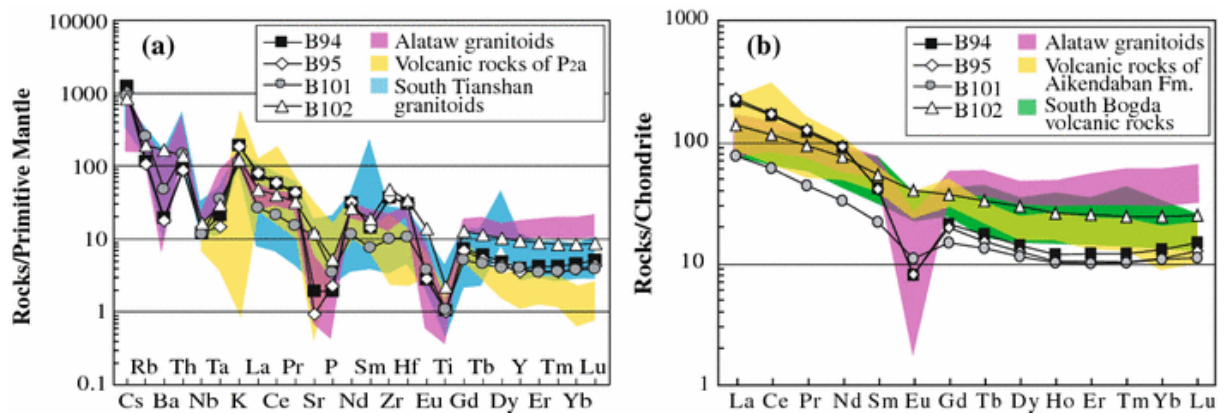 (a)
Rocks/Primitive Mantle
10000
1000
100
10
1
0.1
B94
B95
B101
B102
Alataw granitoids
Volcanic rocks of P2a
South Tianshan
granitoids
Rb Th Ta La Pr P Sm Hf Ti Tb Y Tm Lu
Cs Ba Nb K Ce Sr Nd Zr Eu Gd Dy Er Yb
(b)
Rocks/Chondrite
1000
100
10
1
B94
B95
B101
B102
Alataw granitoids
Volcanic rocks of
Aikendaban Fm.
South Bogda
volcanic rocks
La Ce Pr Nd Sm Eu Gd Tb Dy Ho Er Tm Yb Lu